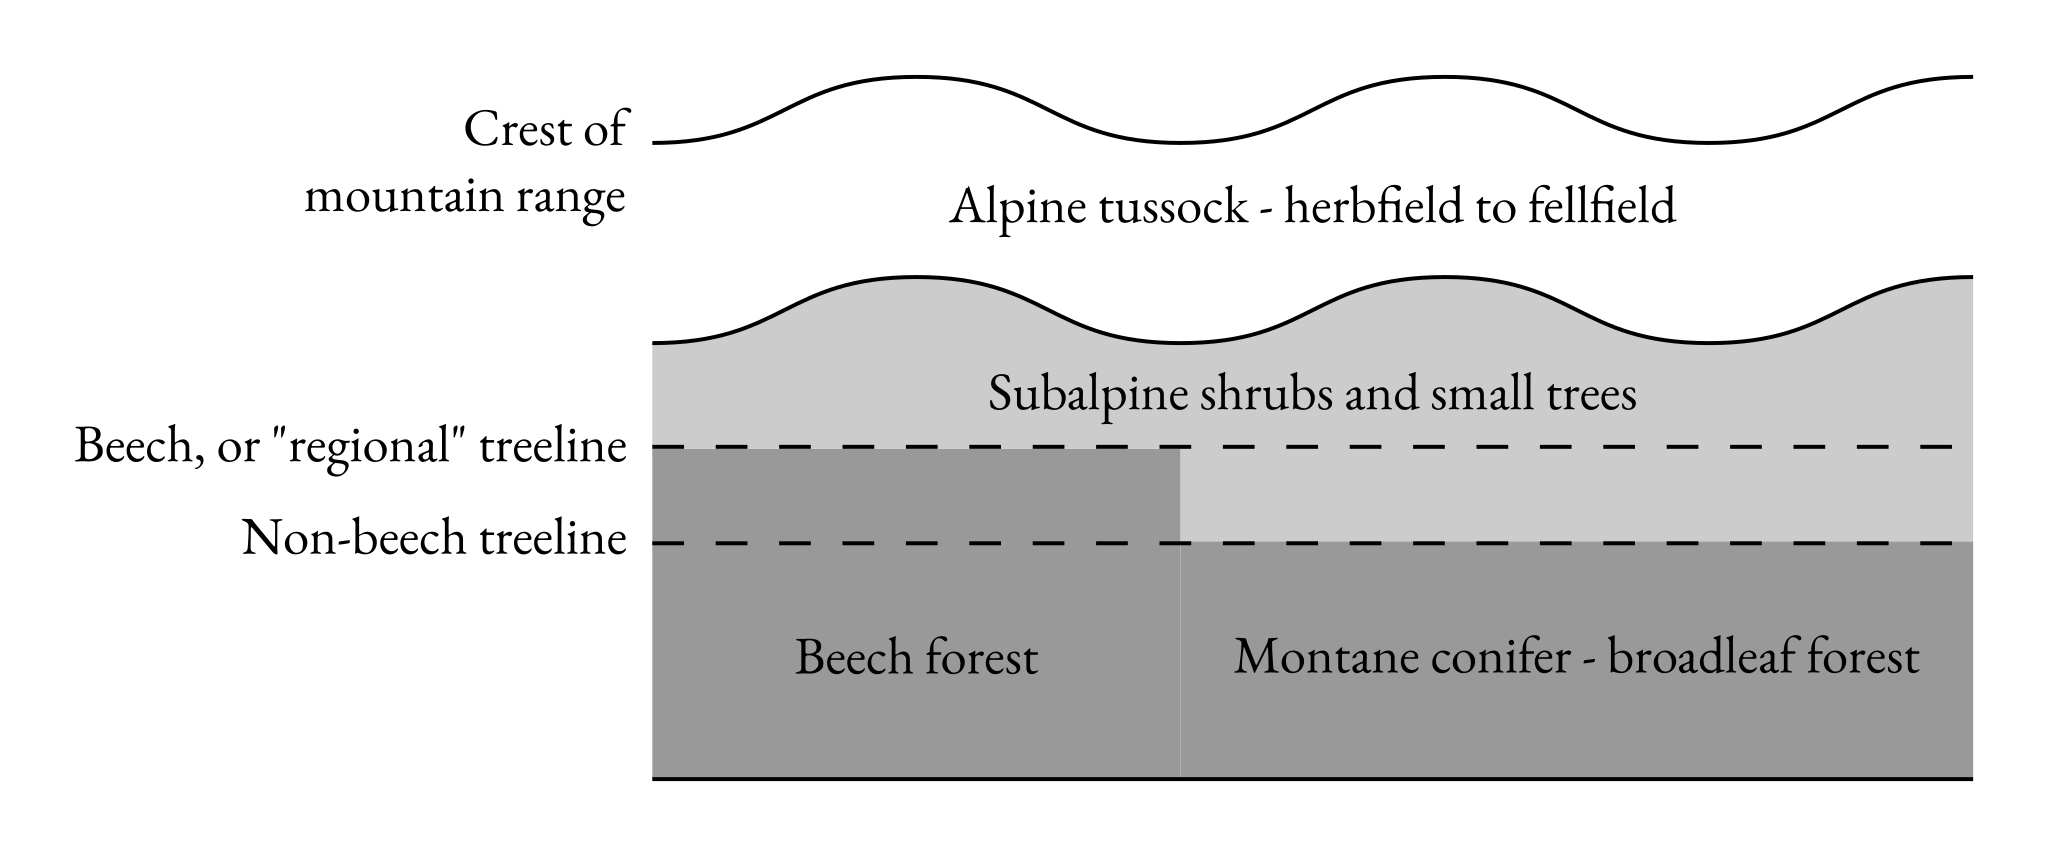 Crest of
mountain range
Alpine tussock - herbfield to fellfield
Subalpine shrubs and small trees
Beech, or "regional" treeline
Non-beech treeline
Beech forest
Montane conifer - broadleaf forest